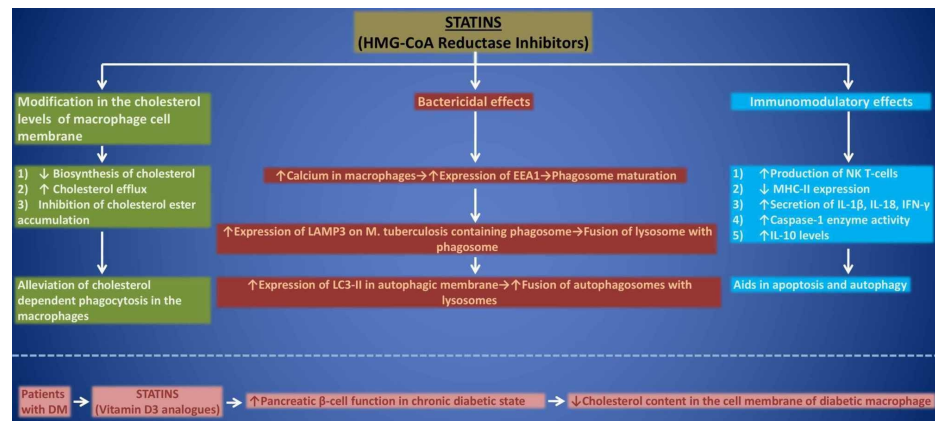 STATINS
(HMG-CoA Reductase Inhibitors)
Modification in the cholesterol
levels of macrophage cell
membrane
1) ↓ Biosynthesis of cholesterol
2) ↑ Cholesterol efflux
3) Inhibition of cholesterol ester
accumulation
Alleviation of cholesterol
dependent phagocytosis in the
macrophages
Bactericidal effects
↑Calcium in macrophages→↑Expression of EEA1→Phagosome maturation
↑Expression of LAMP3 on M. tuberculosis containing phagosome→Fusion of lysosome with
phagosome
↑Expression of LC3-II in autophagic membrane→↑Fusion of autophagosomes with
lysosomes
Immunomodulatory effects
1) ↑Production of NK T-cells
2) ↓ MHC-II expression
3) ↑Secretion of IL-1β, IL-18, IFN-γ
4) ↑Caspase-1 enzyme activity
5) ↑IL-10 levels
Aids in apoptosis and autophagy
Patients
with DM
STATINS
(Vitamin D3 analogues)
↑Pancreatic β-cell function in chronic diabetic state
↓Cholesterol content in the cell membrane of diabetic macrophage